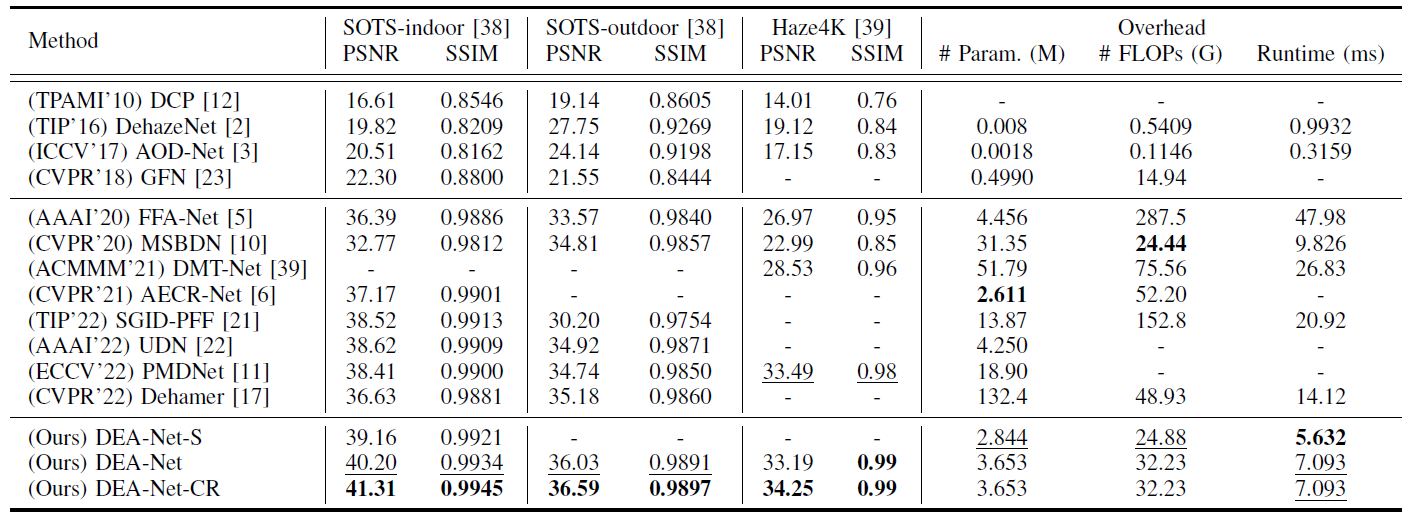 Method SOTS-indoor [38] SOTS-outdoor [38] Haze4K [39] Overhead
PSNR SSIM PSNR SSIM PSNR SSIM # Param. (M) # FLOPs (G) Runtime (ms)
(TPAMI'10) DCP [12] 16.61 0.8546 19.14 0.8605 14.01 0.76 - - -
(TIP'16) DehazeNet [2] 19.82 0.8209 27.75 0.9269 19.12 0.84 0.008 0.5409 0.9932
(ICCV'17) AOD-Net [3] 20.51 0.8162 24.14 0.9198 17.15 0.83 0.0018 0.1146 0.3159
(CVPR'18) GFN [23] 22.30 0.8800 21.55 0.8444 - - 0.4990 14.94 -
(AAAI'20) FFA-Net [5] 36.39 0.9886 33.57 0.9840 26.97 0.95 4.456 287.5 47.98
(CVPR'20) MSBDN [10] 32.77 0.9812 34.81 0.9857 22.99 0.85 31.35 24.44 9.826
(ACMMM'21) DMT-Net [39] - - - - 28.53 0.96 51.79 75.56 26.83
(CVPR'21) AECR-Net [6] 37.17 0.9901 - - - - 2.611 52.20 -
(TIP'22) SGID-PFF [21] 38.52 0.9913 30.20 0.9754 - - 13.87 152.8 20.92
(AAAI'22) UDN [22] 38.62 0.9909 34.92 0.9871 - - 4.250 - -
(ECCV'22) PMDNet [11] 38.41 0.9900 34.74 0.9850 33.49 0.98 18.90 - -
(CVPR'22) Dehamer [17] 36.63 0.9881 35.18 0.9860 - - 132.4 48.93 14.12
(Ours) DEA-Net-S 39.16 0.9921 - - - - 2.844 24.88 5.632
(Ours) DEA-Net 40.20 0.9934 36.03 0.9891 33.19 0.99 3.653 32.23 7.093
(Ours) DEA-Net-CR 41.31 0.9945 36.59 0.9897 34.25 0.99 3.653 32.23 7.093